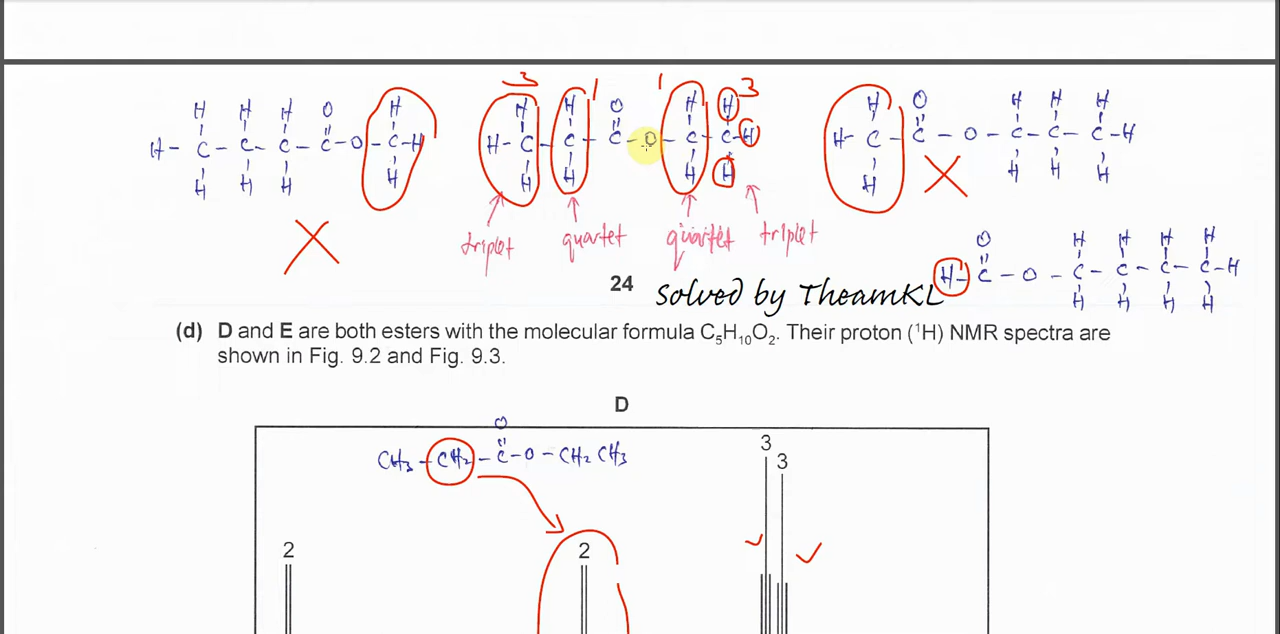 3 1 1 3
H H H O H H H O H H H O H H H
H - C - C - C - C - O - C - H H - C - C - C - O - C - C - H H - C - C - O - C - C - C - H
H H H H H H H H H H H H
triplet quartet quartet triplet
O H H H H
H - C - O - C - C - C - C - H
H H H H
24
Solved by TheamKL
(d) D and E are both esters with the molecular formula C₅H₁₀O₂. Their proton (¹H) NMR spectra are
shown in Fig. 9.2 and Fig. 9.3.
D
O
CH₃ - CH₂ - C - O - CH₂ CH₃
3
3
2 2